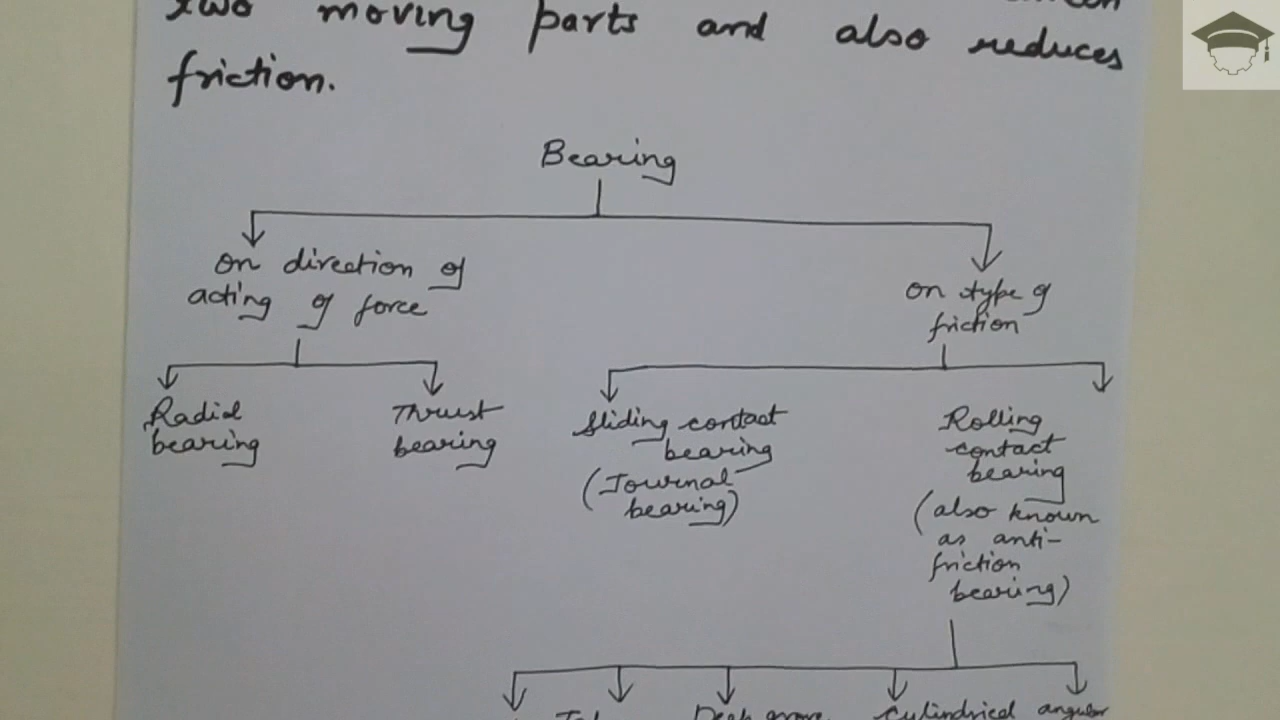 two moving parts and also reduces
friction.
Bearing
on direction of
acting of force
on type of
friction
Radial
bearing
Thrust
bearing
Sliding contact
bearing
(Journal
bearing)
Rolling
contact
bearing
(also known
as anti-
friction
bearing)
Cylindrical
angular